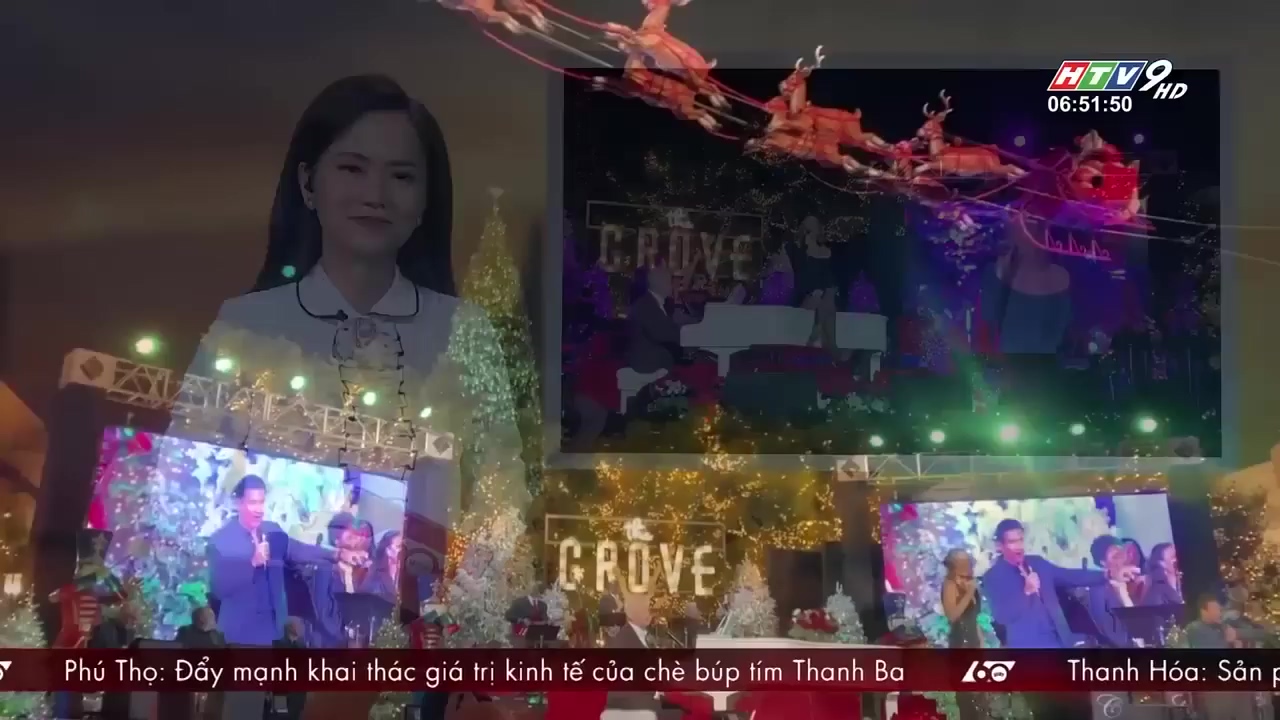 HTV9 HD
06:51:50
the
GROVE
the
GROVE
Phú Thọ: Đẩy mạnh khai thác giá trị kinh tế của chè búp tím Thanh Ba
60
Thanh Hóa: Sản p